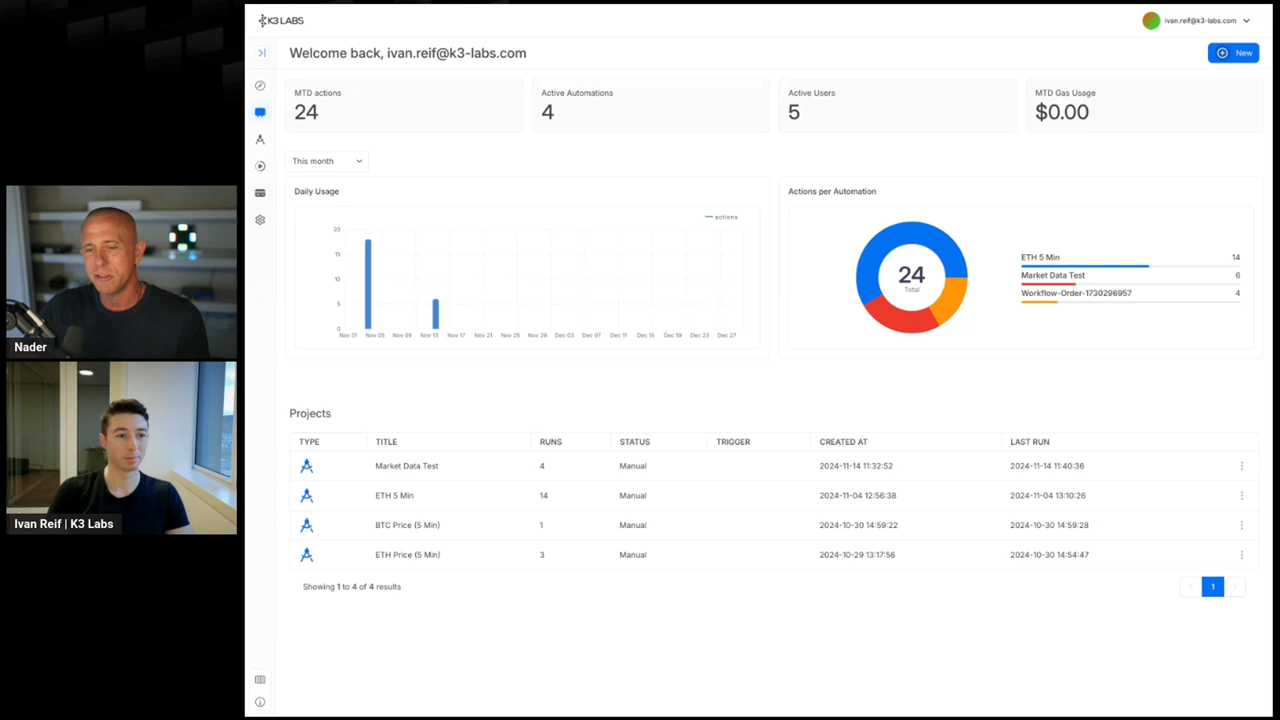 K3 LABS
ivan.reif@k3-labs.com
Welcome back, ivan.reif@k3-labs.com
New
MTD actions
24
Active Automations
4
Active Users
5
MTD Gas Usage
$0.00
This month
Daily Usage
actions
20
15
10
5
0
Nov 01 Nov 05 Nov 09 Nov 13 Nov 17 Nov 21 Nov 25 Nov 29 Dec 03 Dec 07 Dec 11 Dec 15 Dec 19 Dec 23 Dec 27
Actions per Automation
24
Total
ETH 5 Min 14
Market Data Test 6
Workflow-Order-1730296957 4
Projects
TYPE TITLE RUNS STATUS TRIGGER CREATED AT LAST RUN
Market Data Test 4 Manual 2024-11-14 11:32:52 2024-11-14 11:40:36
ETH 5 Min 14 Manual 2024-11-04 12:56:38 2024-11-04 13:10:26
BTC Price (5 Min) 1 Manual 2024-10-30 14:59:22 2024-10-30 14:59:28
ETH Price (5 Min) 3 Manual 2024-10-29 13:17:56 2024-10-30 14:54:47
Showing 1 to 4 of 4 results
1
Nader
Ivan Reif | K3 Labs